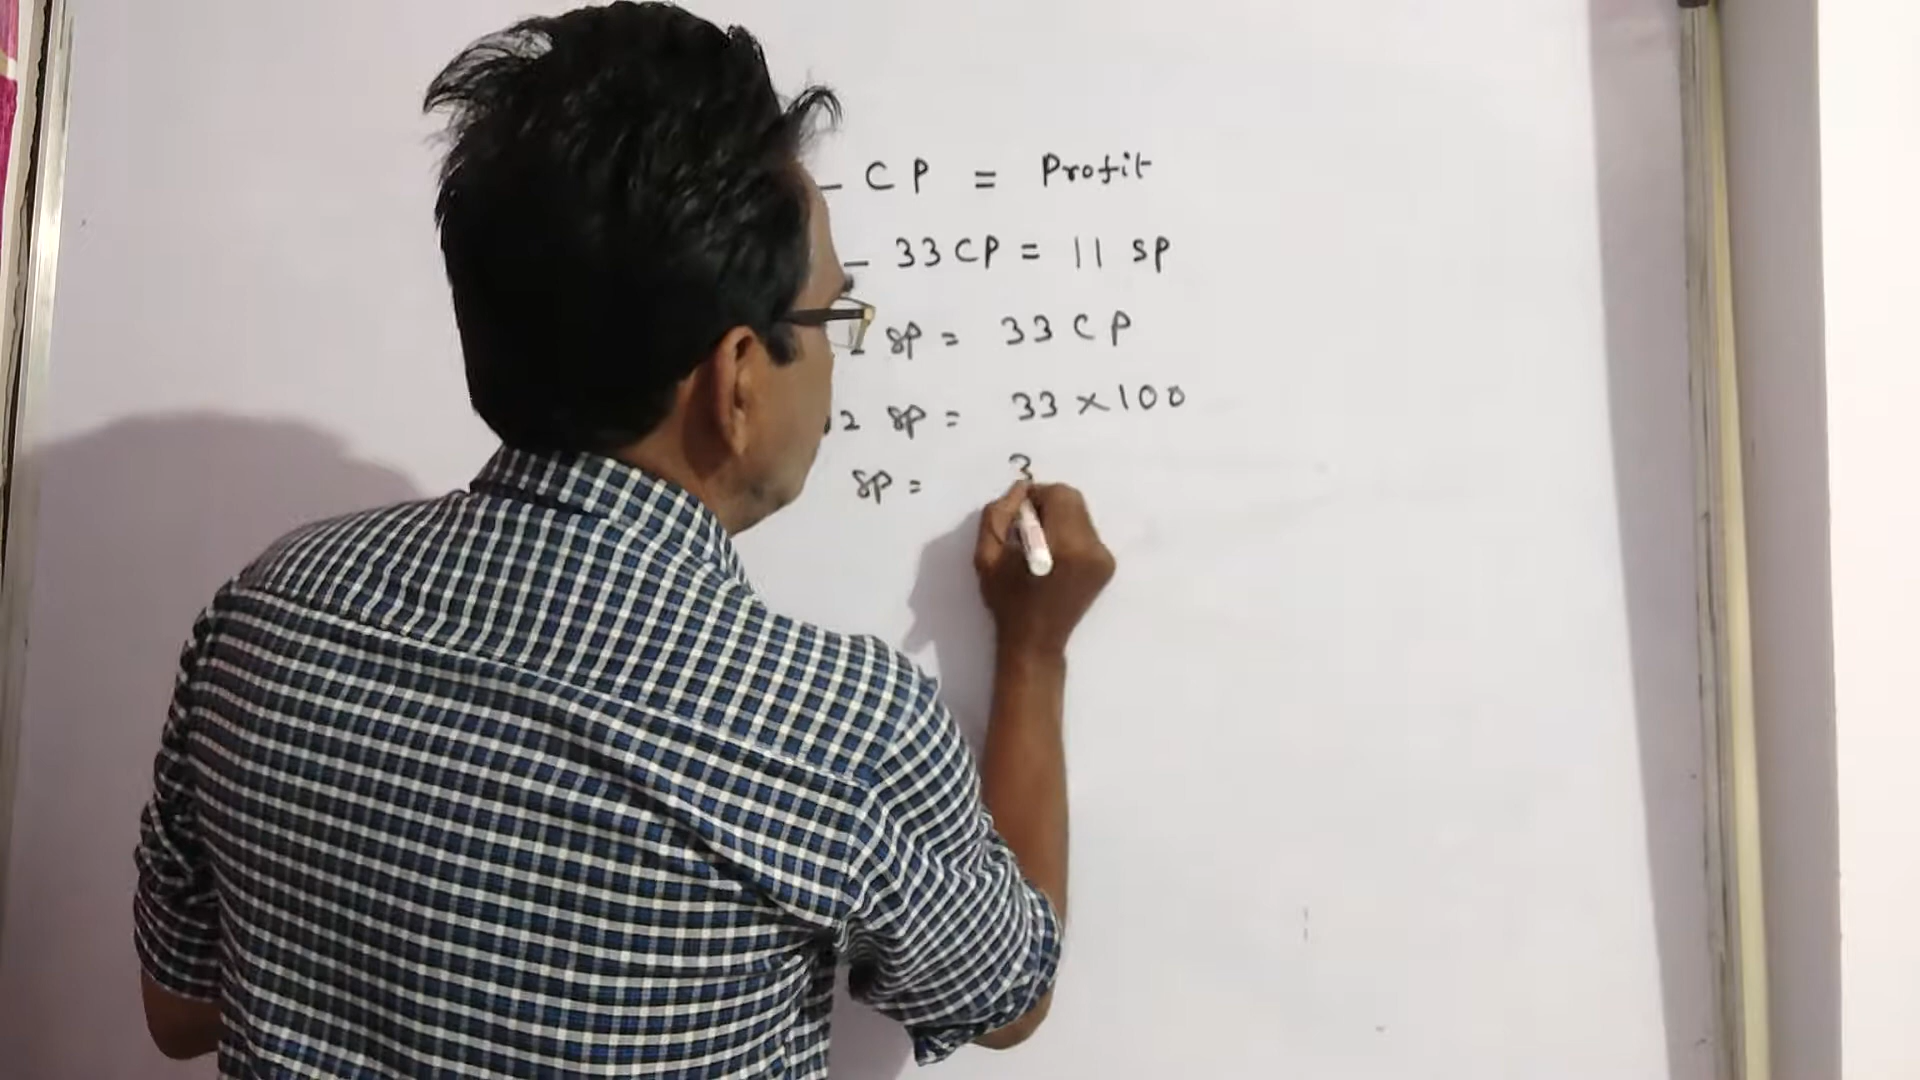 - CP = Profit
- 33 CP = 11 SP
SP = 33 CP
2 SP = 33 × 100
SP = 3